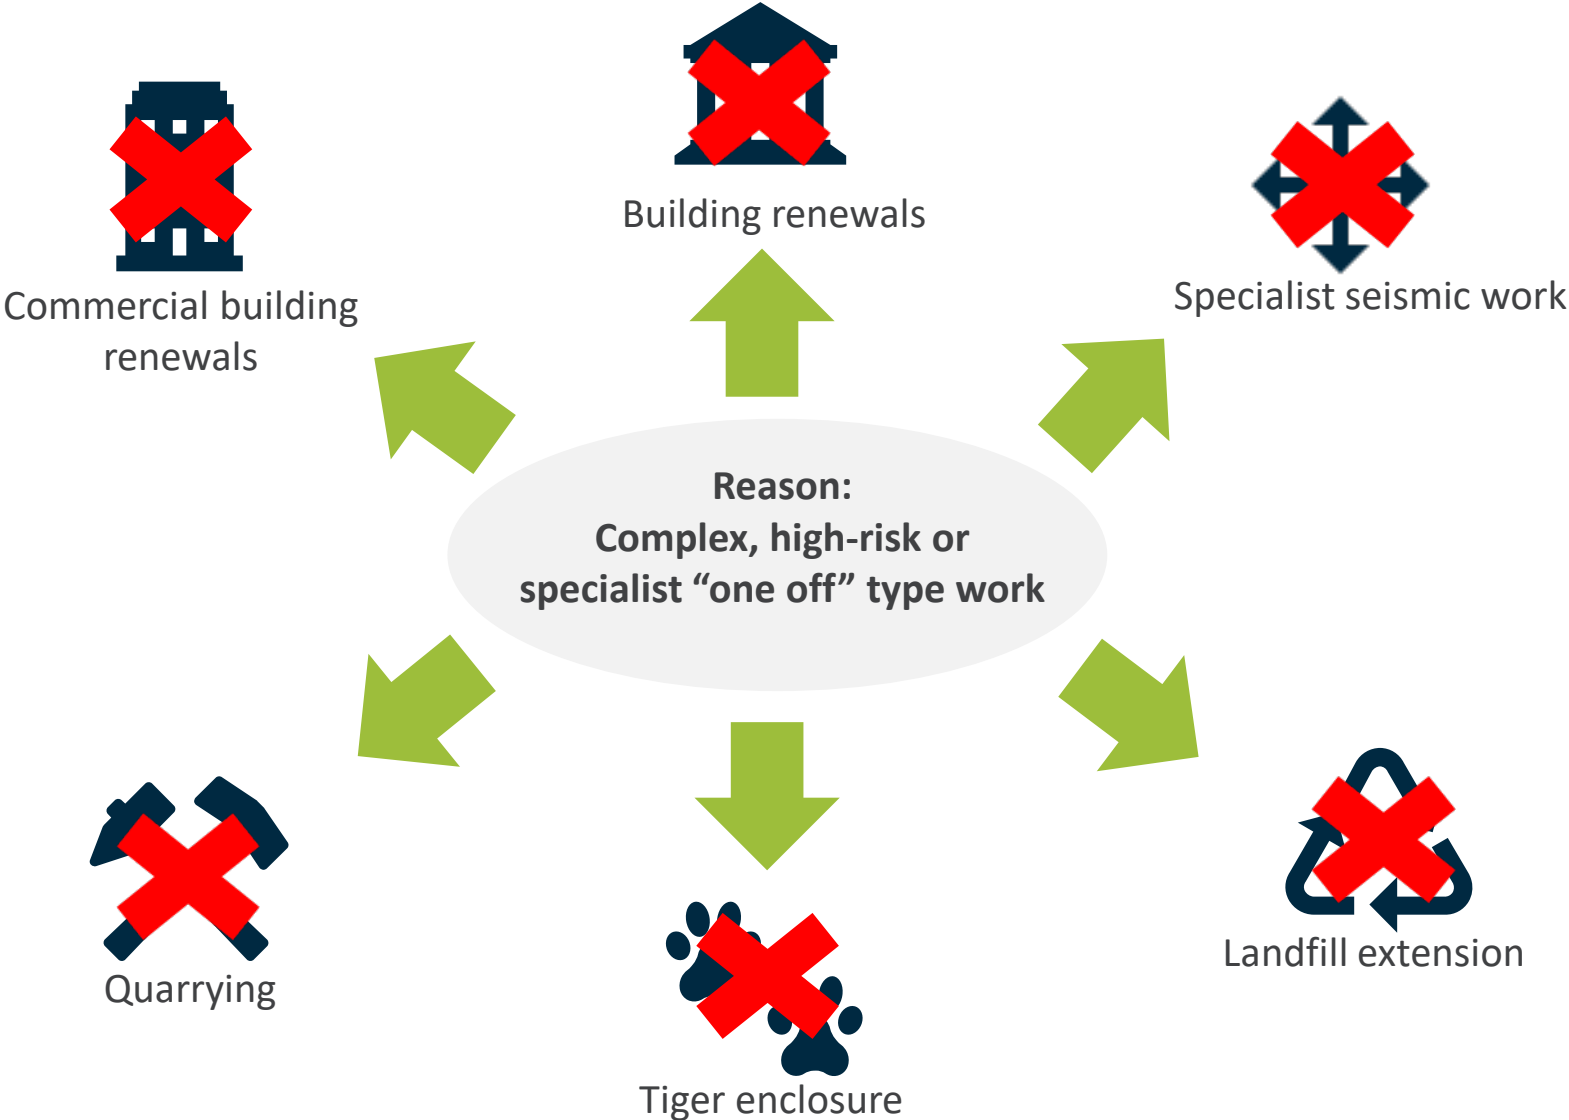 Building renewals
Commercial building
renewals
Specialist seismic work
Reason:
Complex, high-risk or
specialist “one off” type work
Quarrying
Landfill extension
Tiger enclosure